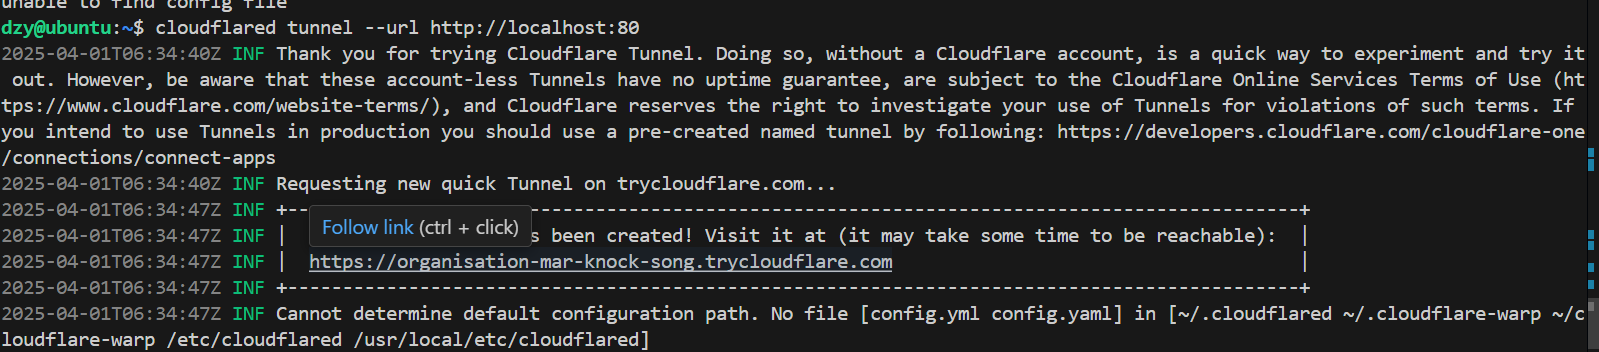 unable to find config file
dzy@ubuntu:~$ cloudflared tunnel --url http://localhost:80
2025-04-01T06:34:40Z INF Thank you for trying Cloudflare Tunnel. Doing so, without a Cloudflare account, is a quick way to experiment and try it
 out. However, be aware that these account-less Tunnels have no uptime guarantee, are subject to the Cloudflare Online Services Terms of Use (ht
tps://www.cloudflare.com/website-terms/), and Cloudflare reserves the right to investigate your use of Tunnels for violations of such terms. If
you intend to use Tunnels in production you should use a pre-created named tunnel by following: https://developers.cloudflare.com/cloudflare-one
/connections/connect-apps
2025-04-01T06:34:40Z INF Requesting new quick Tunnel on trycloudflare.com...
2025-04-01T06:34:47Z INF +--------------------------------------------------------------------------------------------+
Follow link (ctrl + click)
2025-04-01T06:34:47Z INF | s been created! Visit it at (it may take some time to be reachable):  |
2025-04-01T06:34:47Z INF |  https://organisation-mar-knock-song.trycloudflare.com                                     |
2025-04-01T06:34:47Z INF +--------------------------------------------------------------------------------------------+
2025-04-01T06:34:47Z INF Cannot determine default configuration path. No file [config.yml config.yaml] in [~/.cloudflared ~/.cloudflare-warp ~/c
loudflare-warp /etc/cloudflared /usr/local/etc/cloudflared]